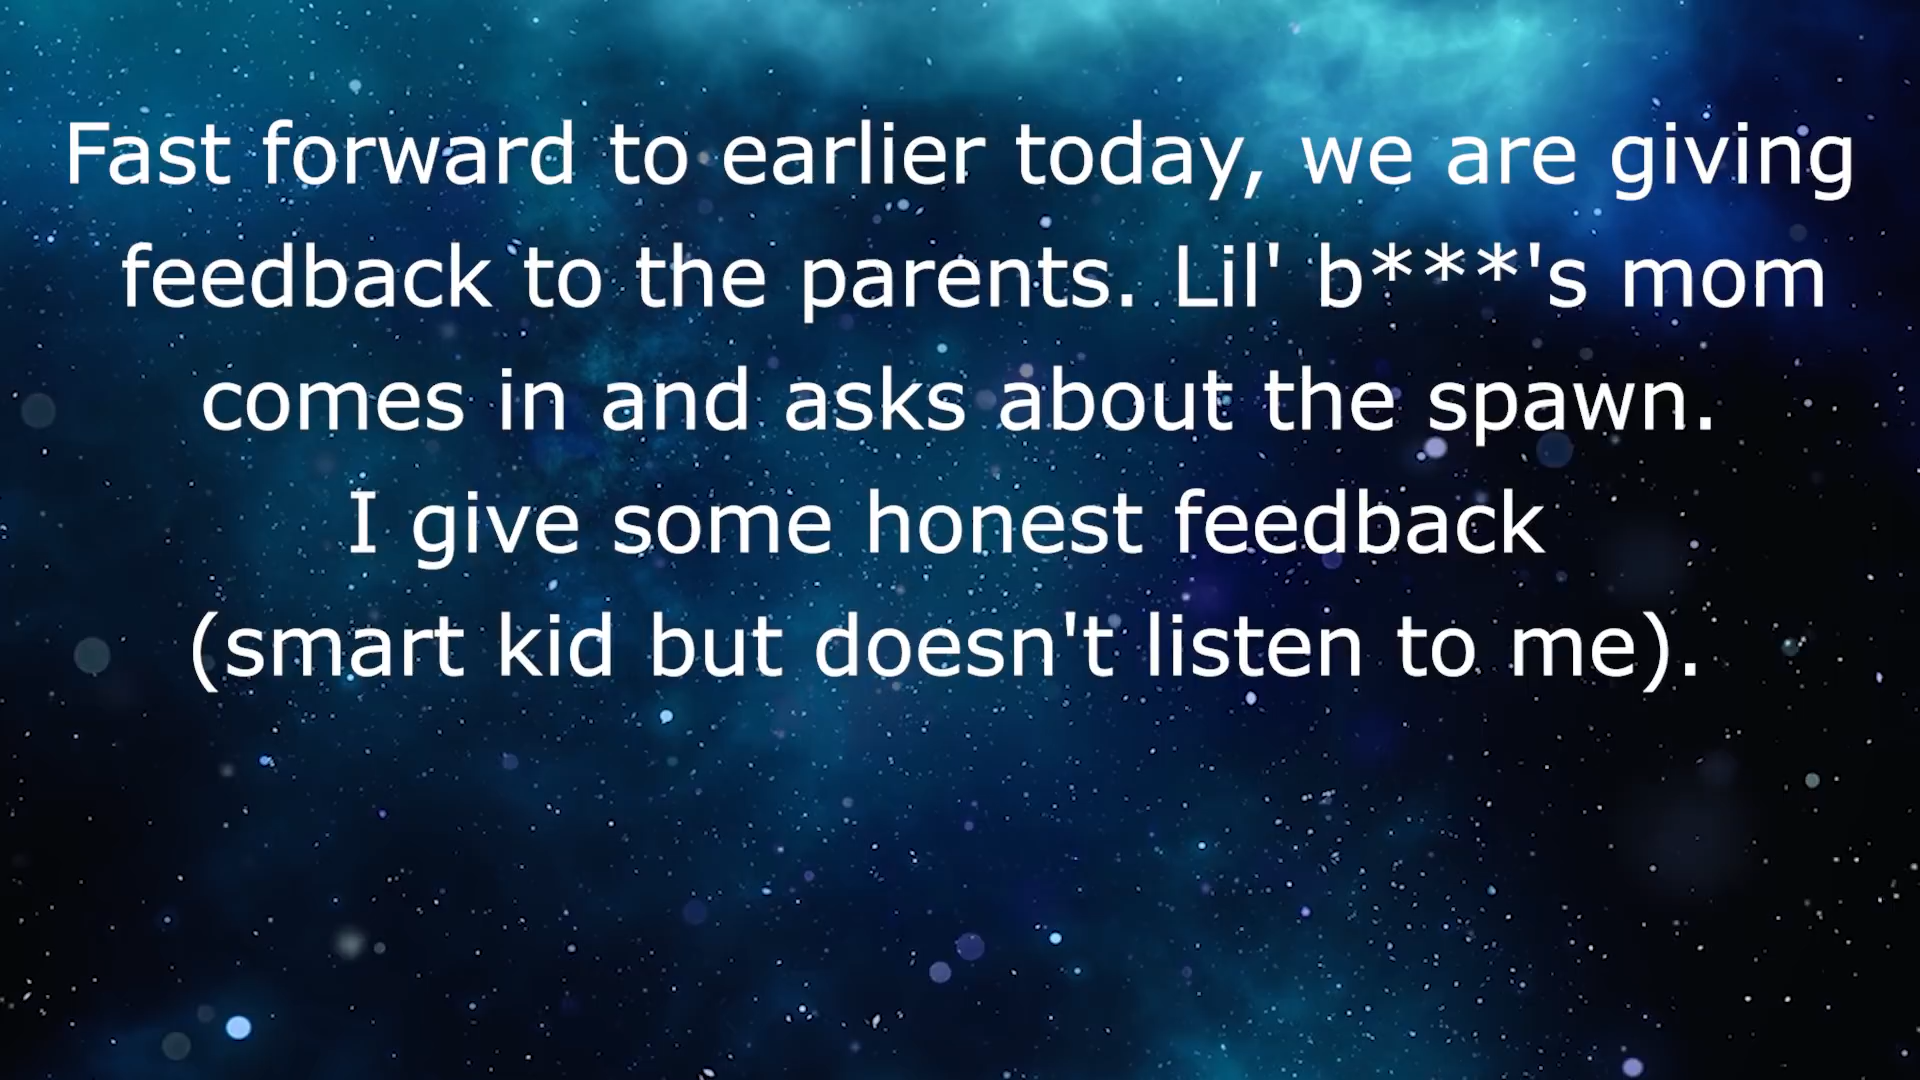 Fast forward to earlier today, we are giving
feedback to the parents. Lil' b***'s mom
comes in and asks about the spawn.
I give some honest feedback
(smart kid but doesn't listen to me).